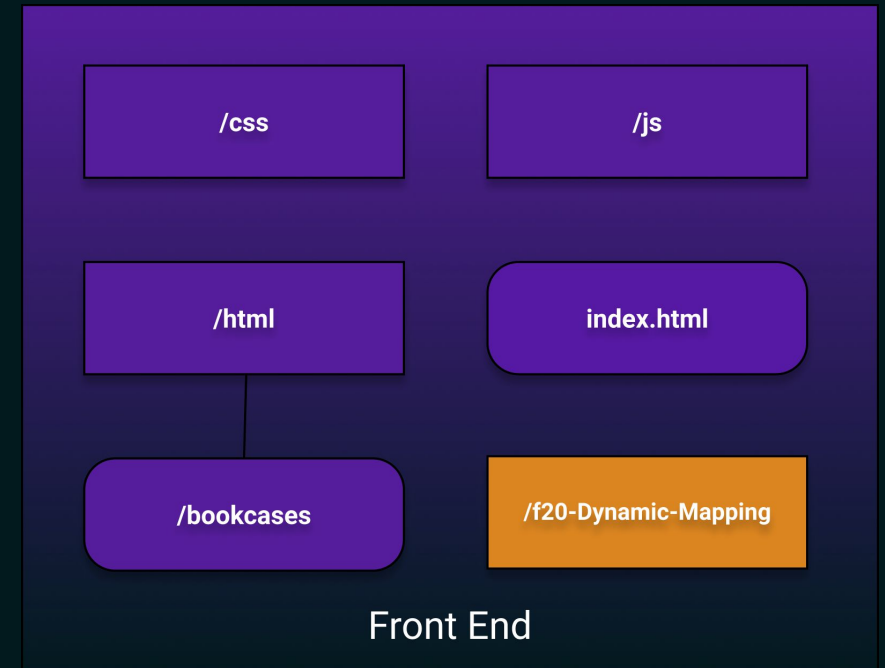 /css
/js
/html
index.html
/bookcases
/f20-Dynamic-Mapping
Front End